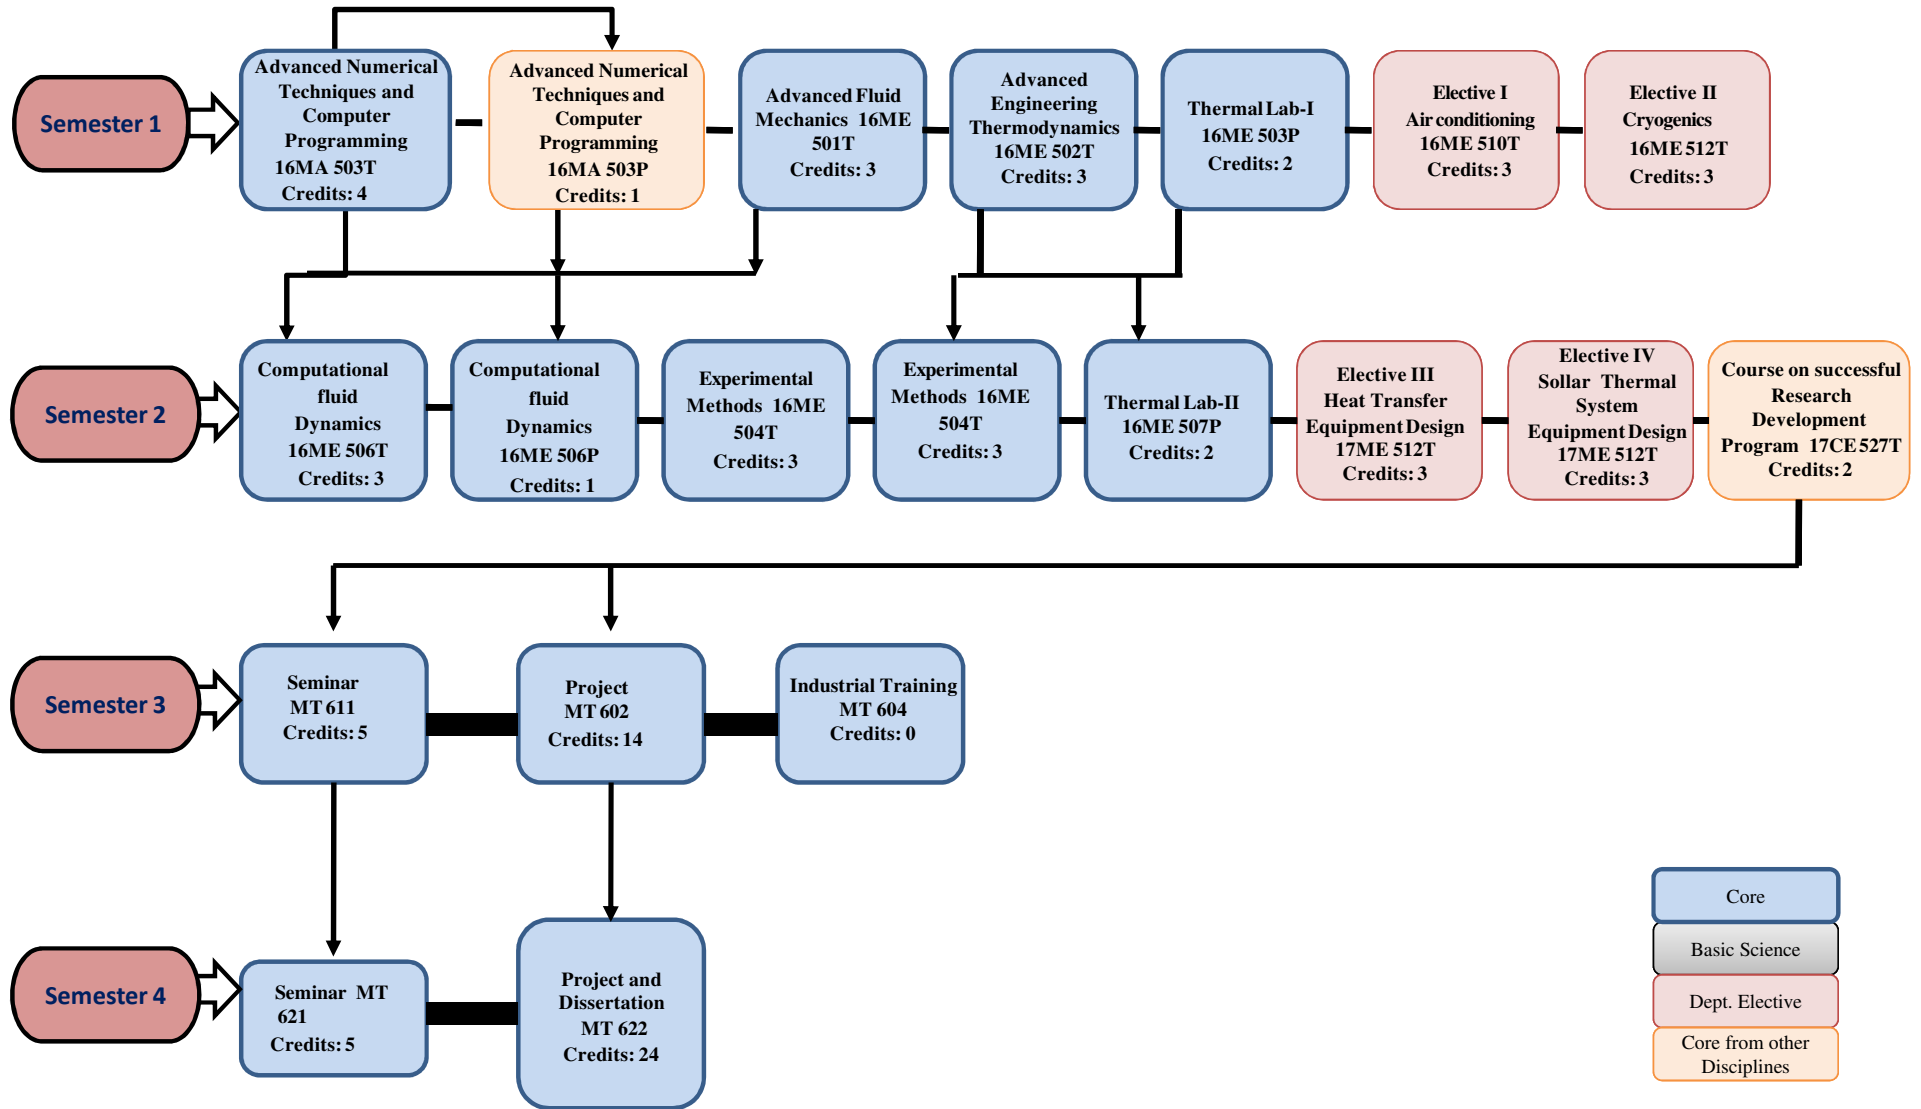 Semester 1
Advanced Numerical
Techniques and
Computer
Programming
16MA 503T
Credits: 4
Advanced Numerical
Techniques and
Computer
Programming
16MA 503P
Credits: 1
Advanced Fluid
Mechanics 16ME
501T
Credits: 3
Advanced
Engineering
Thermodynamics
16ME 502T
Credits: 3
Thermal Lab-I
16ME 503P
Credits: 2
Elective I
Air conditioning
16ME 510T
Credits: 3
Elective II
Cryogenics
16ME 512T
Credits: 3
Semester 2
Computational
fluid
Dynamics
16ME 506T
Credits: 3
Computational
fluid
Dynamics
16ME 506P
Credits: 1
Experimental
Methods 16ME
504T
Credits: 3
Experimental
Methods 16ME
504T
Credits: 3
Thermal Lab-II
16ME 507P
Credits: 2
Elective III
Heat Transfer
Equipment Design
17ME 512T
Credits: 3
Elective IV
Sollar Thermal
System
Equipment Design
17ME 512T
Credits: 3
Course on successful
Research
Development
Program 17CE 527T
Credits: 2
Semester 3
Seminar
MT 611
Credits: 5
Project
MT 602
Credits: 14
Industrial Training
MT 604
Credits: 0
Semester 4
Seminar MT
621
Credits: 5
Project and
Dissertation
MT 622
Credits: 24
Core
Basic Science
Dept. Elective
Core from other
Disciplines